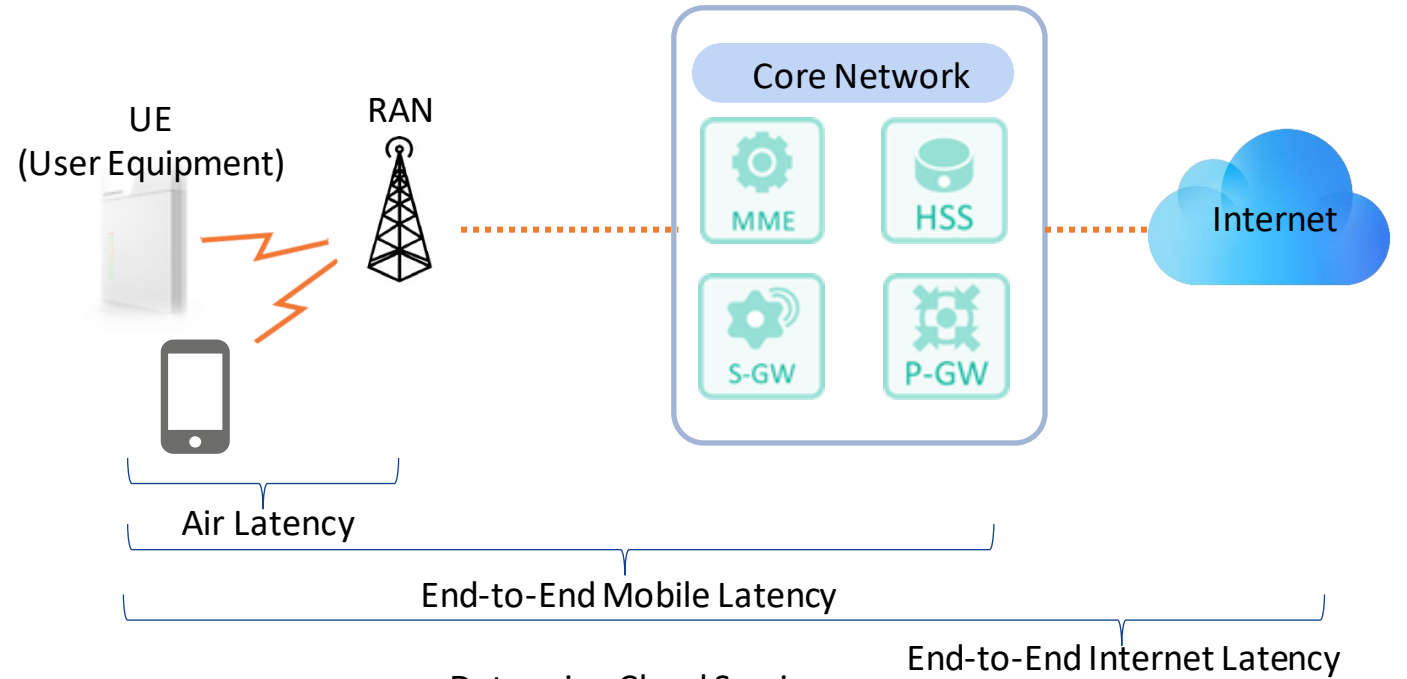 UE
(User Equipment)
RAN
Core Network
MME
HSS
S-GW
P-GW
Internet
Air Latency
End-to-End Mobile Latency
End-to-End Internet Latency